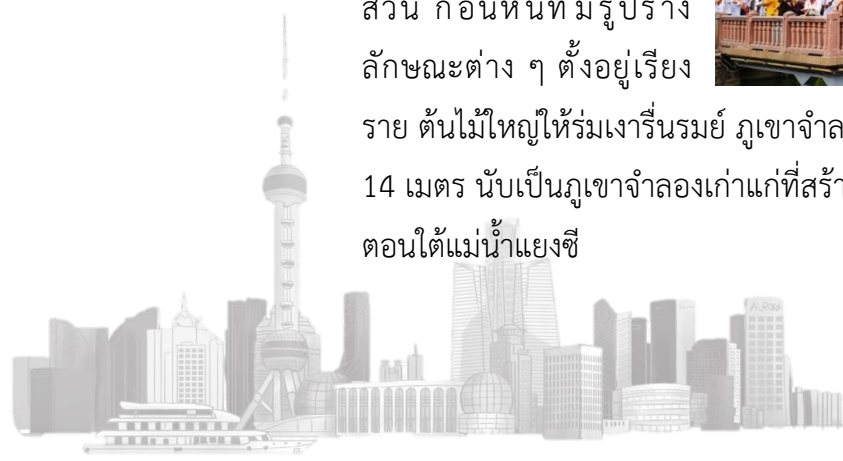 ส่วน ก้อนหินที่มีรูปร่าง
ลักษณะต่าง ๆ ตั้งอยู่เรียง
ราย ต้นไม้ใหญ่ให้ร่มเงารื่นรมย์ ภูเขาจำล
14 เมตร นับเป็นภูเขาจำลองเก่าแก่ที่สร้า
ตอนใต้แม่น้ำแยงซี
AURORA